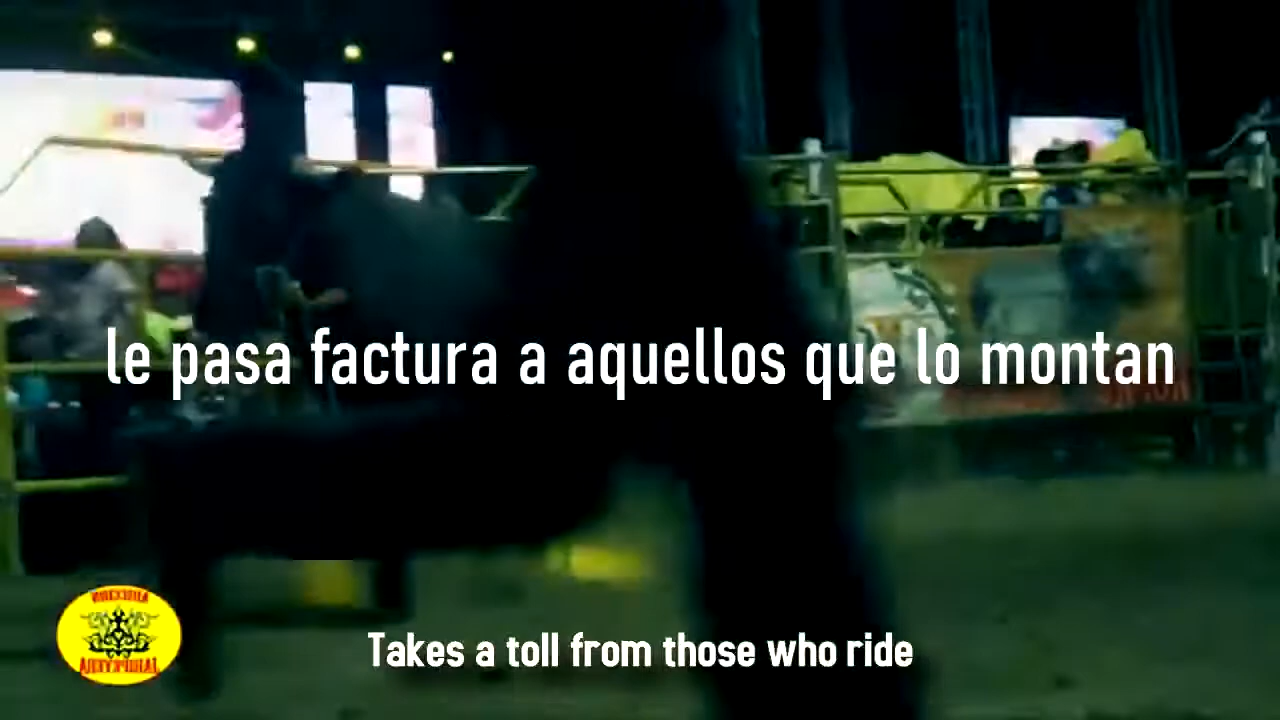 le pasa factura a aquellos que lo montan
Takes a toll from those who ride